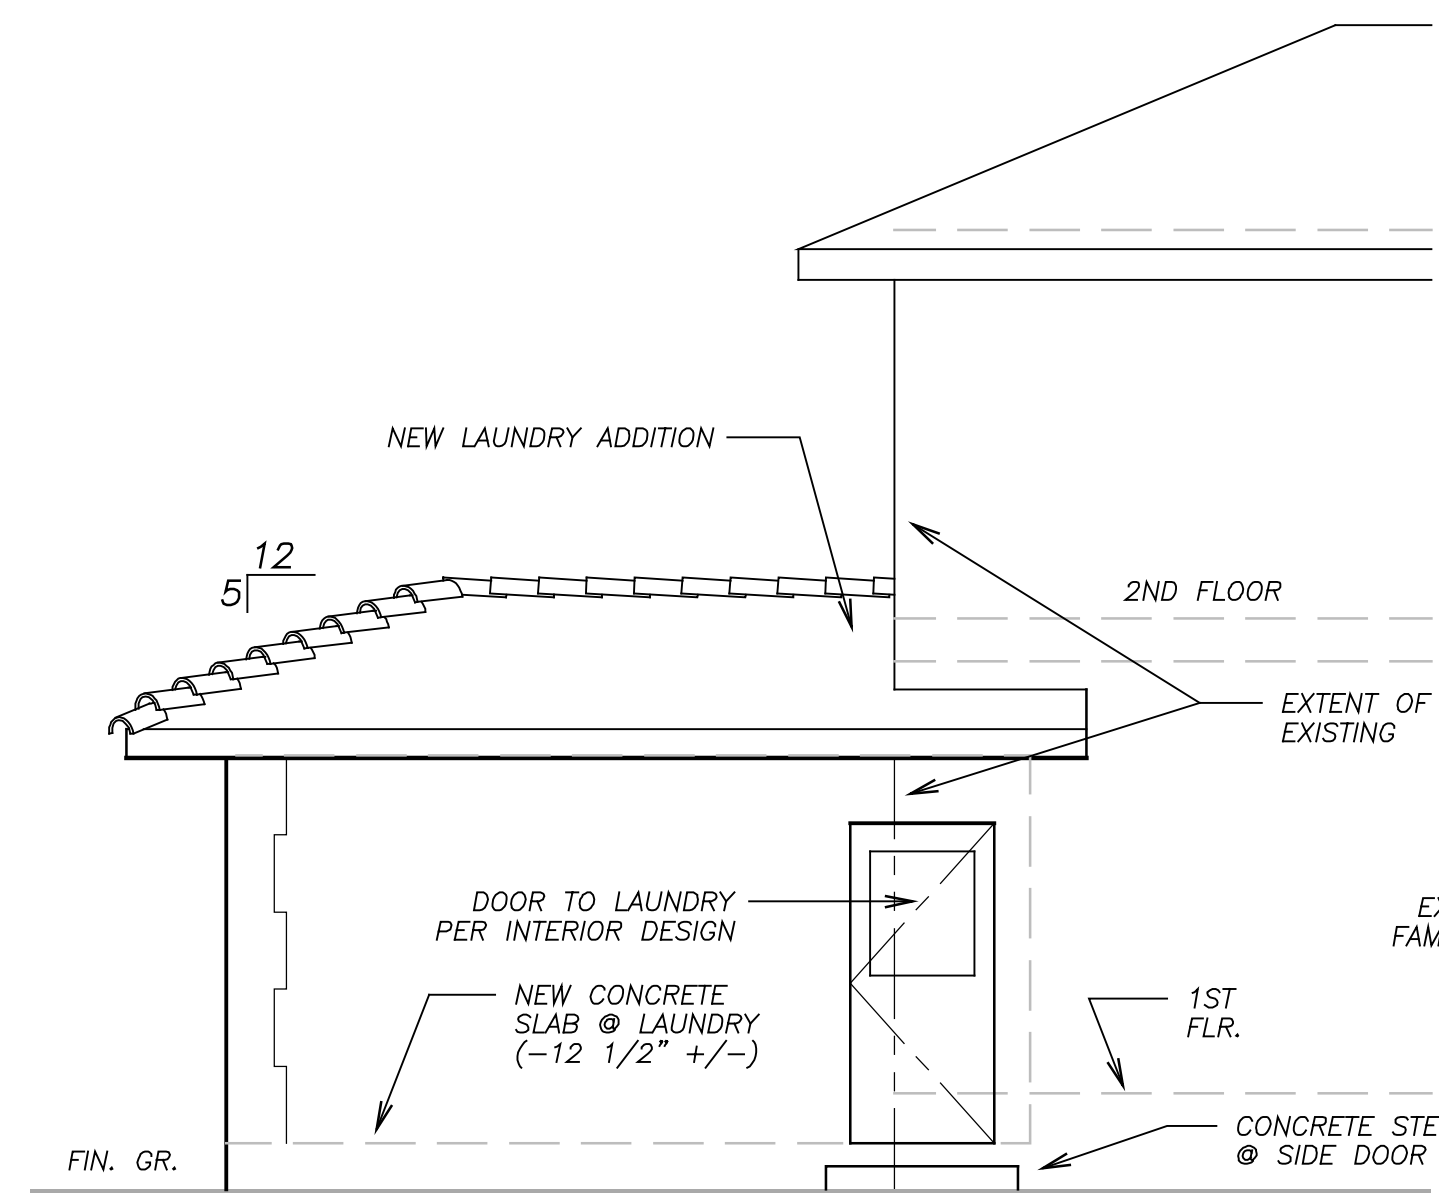 NEW LAUNDRY ADDITION
12
5
2ND FLOOR
EXTENT OF
EXISTING
DOOR TO LAUNDRY
PER INTERIOR DESIGN
NEW CONCRETE
SLAB @ LAUNDRY
(-12 1/2" +/-)
1ST
FLR.
CONCRETE
@ SIDE DOOR
FIN. GR.